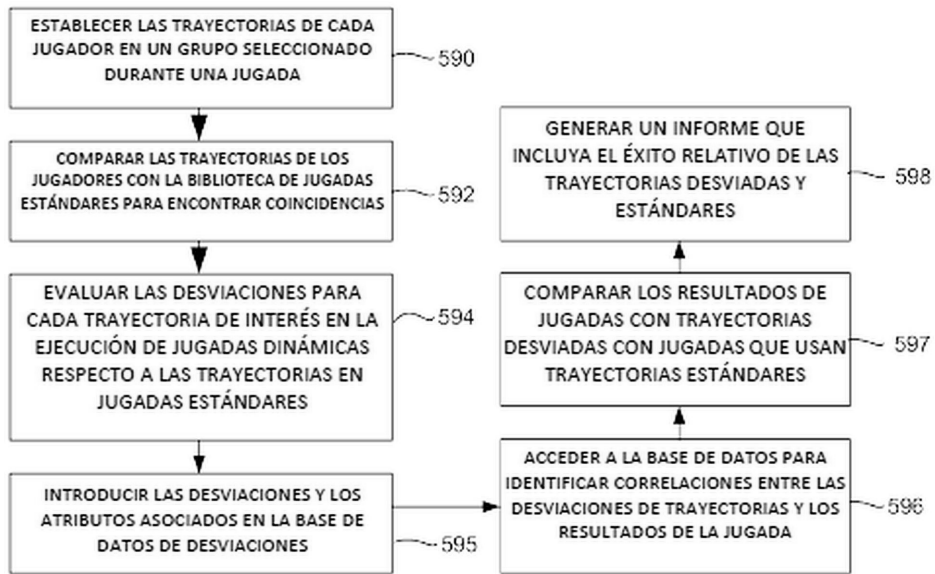 ESTABLECER LAS TRAYECTORIAS DE CADA
JUGADOR EN UN GRUPO SELECCIONADO
DURANTE UNA JUGADA
590
COMPARAR LAS TRAYECTORIAS DE LOS
JUGADORES CON LA BIBLIOTECA DE JUGADAS
ESTÁNDARES PARA ENCONTRAR COINCIDENCIAS
592
EVALUAR LAS DESVIACIONES PARA
CADA TRAYECTORIA DE INTERÉS EN LA
EJECUCIÓN DE JUGADAS DINÁMICAS
RESPECTO A LAS TRAYECTORIAS EN
JUGADAS ESTÁNDARES
594
INTRODUCIR LAS DESVIACIONES Y LOS
ATRIBUTOS ASOCIADOS EN LA BASE DE
DATOS DE DESVIACIONES
595
ACCEDER A LA BASE DE DATOS PARA
IDENTIFICAR CORRELACIONES ENTRE LAS
DESVIACIONES DE TRAYECTORIAS Y LOS
RESULTADOS DE LA JUGADA
596
COMPARAR LOS RESULTADOS DE
JUGADAS CON TRAYECTORIAS
DESVIADAS CON JUGADAS QUE USAN
TRAYECTORIAS ESTÁNDARES
597
GENERAR UN INFORME QUE
INCLUYA EL ÉXITO RELATIVO DE LAS
TRAYECTORIAS DESVIADAS Y
ESTÁNDARES
598